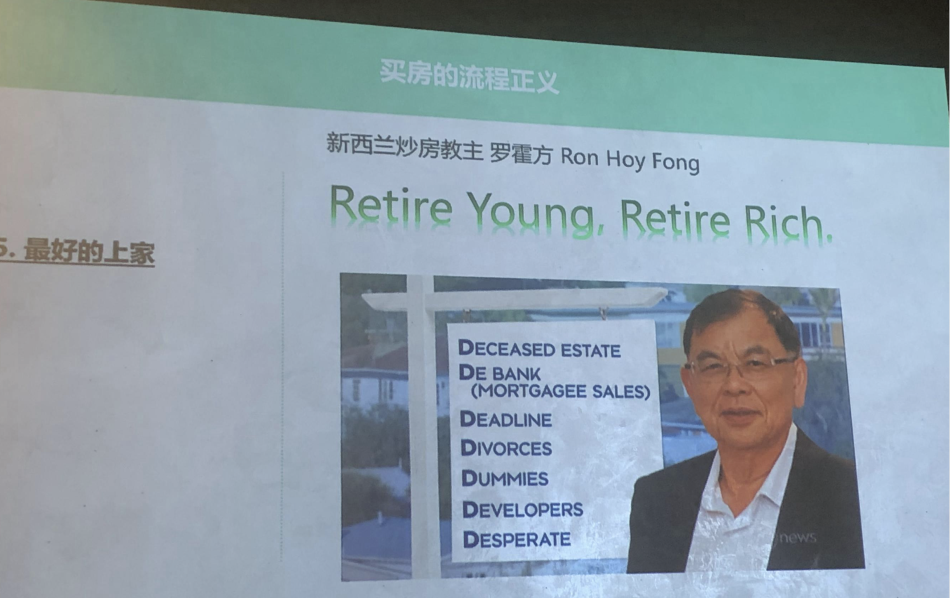 买房的流程正义
新西兰炒房教主 罗霍方 Ron Hoy Fong
Retire Young, Retire Rich.
5. 最好的上家
DECEASED ESTATE
DE BANK
(MORTGAGEE SALES)
DEADLINE
DIVORCES
DUMMIES
DEVELOPERS
DESPERATE
news